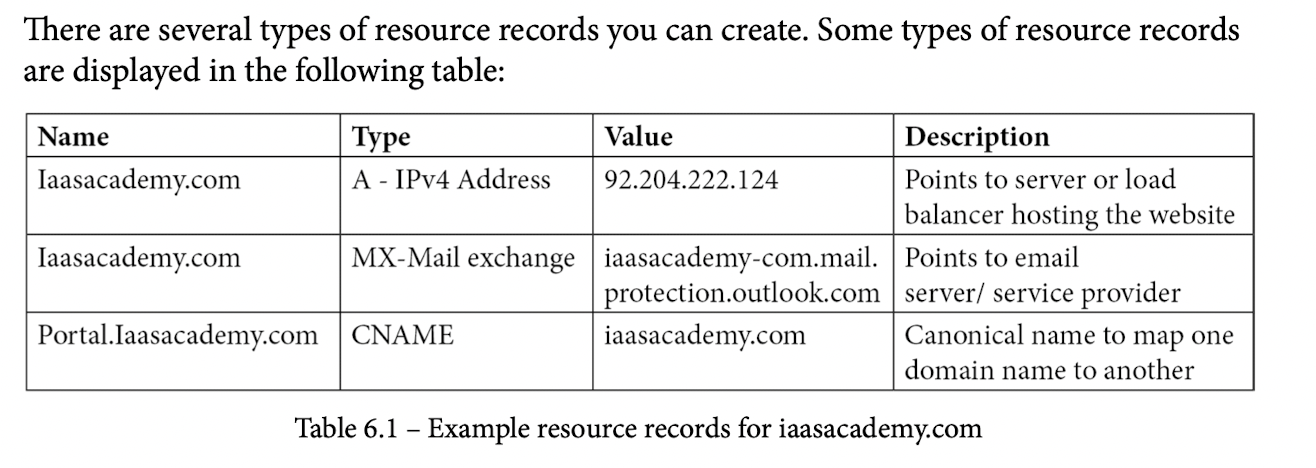 There are several types of resource records you can create. Some types of resource records
are displayed in the following table:
Name Type Value Description
Iaasacademy.com A - IPv4 Address 92.204.222.124 Points to server or load
balancer hosting the website
Iaasacademy.com MX-Mail exchange iaasacademy-com.mail. Points to email
protection.outlook.com server/ service provider
Portal.Iaasacademy.com CNAME iaasacademy.com Canonical name to map one
domain name to another
Table 6.1 – Example resource records for iaasacademy.com